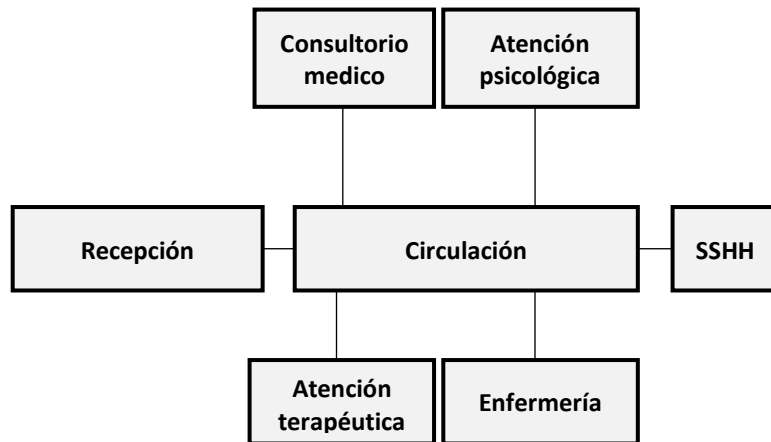 Consultorio
medico
Atención
psicológica
Recepción
Circulación
SSHH
Atención
terapéutica
Enfermería